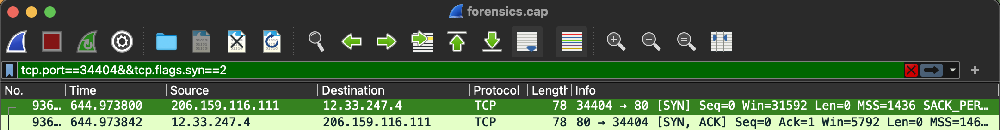 forensics.cap
tcp.port==34404&&tcp.flags.syn==2
No. Time Source Destination Protocol Length Info
936… 644.973800 206.159.116.111 12.33.247.4 TCP 78 34404 → 80 [SYN] Seq=0 Win=31592 Len=0 MSS=1436 SACK_PER…
936… 644.973842 12.33.247.4 206.159.116.111 TCP 78 80 → 34404 [SYN, ACK] Seq=0 Ack=1 Win=5792 Len=0 MSS=146…